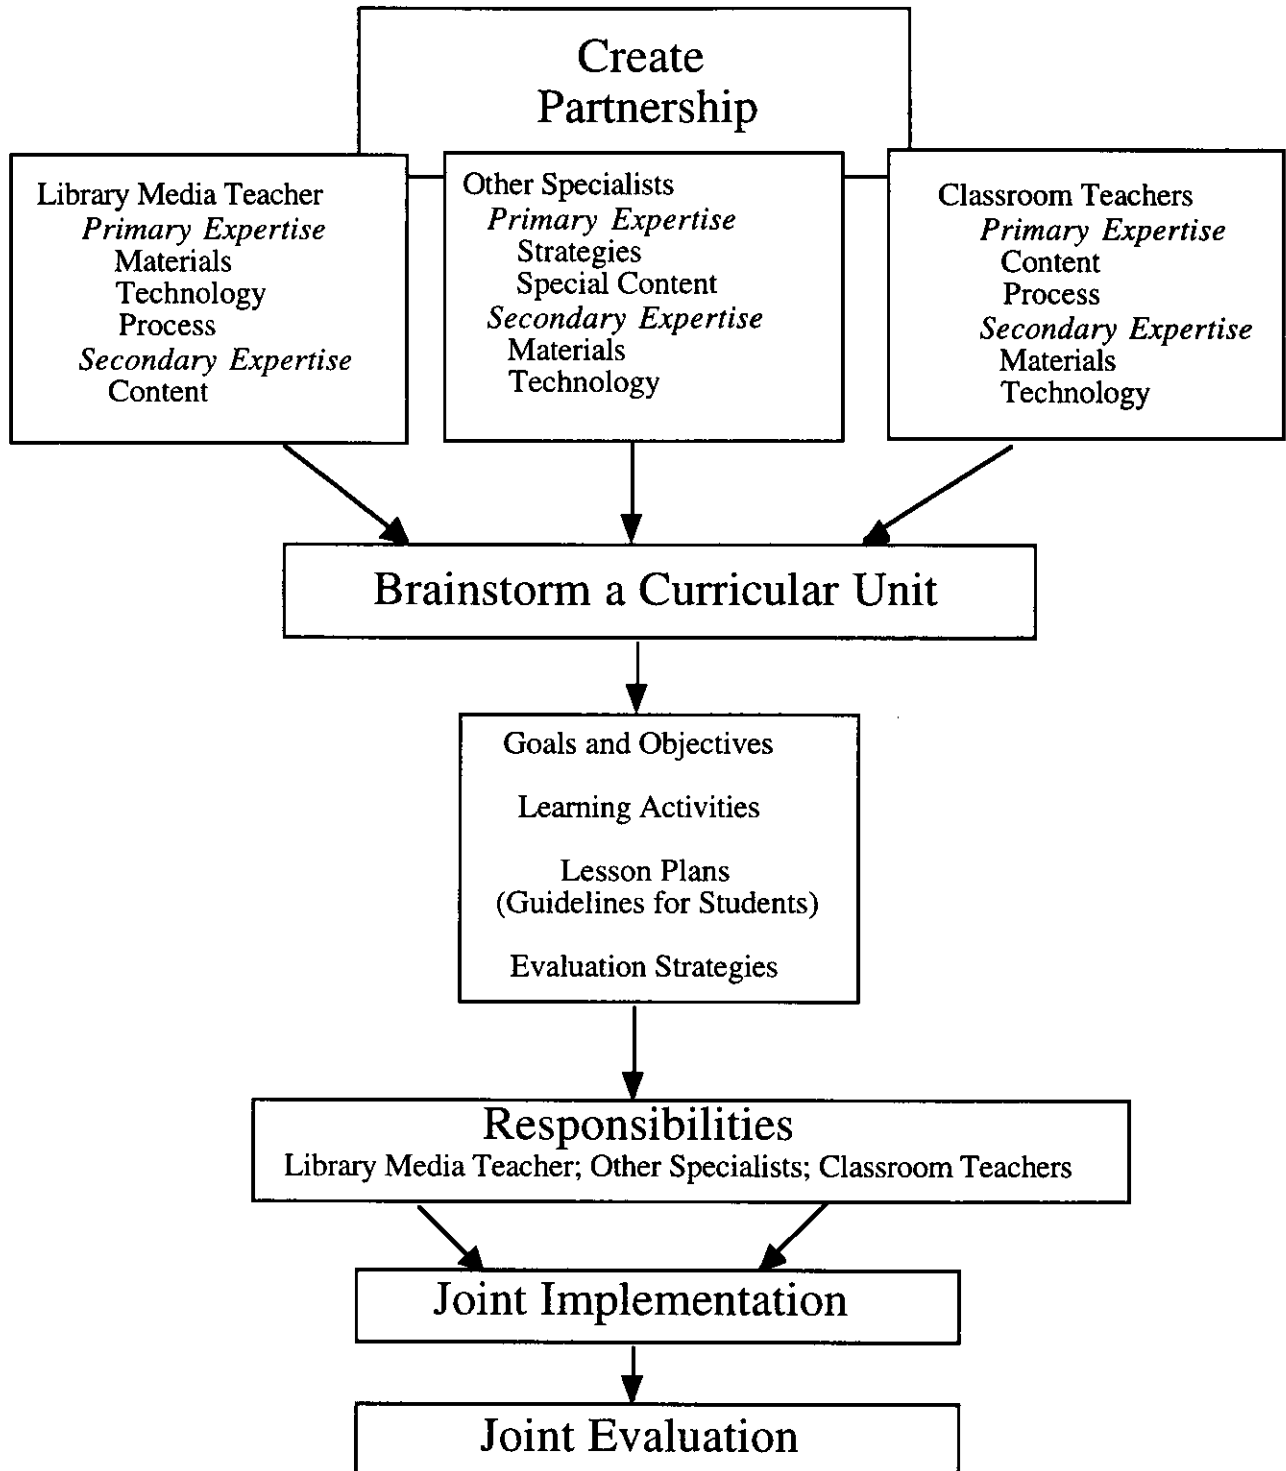 Create
Partnership
Library Media Teacher
Primary Expertise
Materials
Technology
Process
Secondary Expertise
Content
Other Specialists
Primary Expertise
Strategies
Special Content
Secondary Expertise
Materials
Technology
Classroom Teachers
Primary Expertise
Content
Process
Secondary Expertise
Materials
Technology
Brainstorm a Curricular Unit
Goals and Objectives
Learning Activities
Lesson Plans
(Guidelines for Students)
Evaluation Strategies
Responsibilities
Library Media Teacher; Other Specialists; Classroom Teachers
Joint Implementation
Joint Evaluation